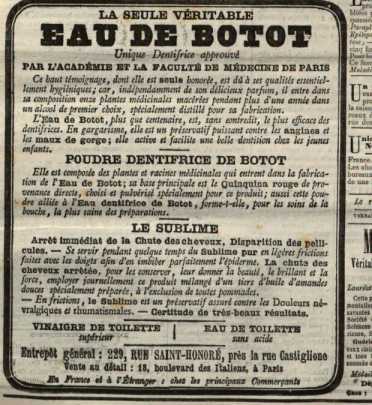 LA SEULE VÉRITABLE
EAU DE BOTOT
Unique Dentifrice approuvé
PAR L'ACADÉMIE ET LA FACULTÉ DE MÉDECINE DE PARIS
Ce haut témoignage, dont elle est seule honorée, est dû à ses qualités essentiel-
lement hygiéniques; car, indépendamment de son délicieux parfum, il entre dans
sa composition onze plantes médicinales macérées pendant plus d'une année dans
un alcool de premier choix, spécialement distillé pour sa fabrication.
L'Eau de Botot, plus que centenaire, est, sans contredit, le plus efficace des
dentifrices. En gargarisme, elle est un préservatif puissant contre les angines et
les maux de gorge; elle active et facilite une belle dentition chez les jeunes
enfants.
POUDRE DENTIFRICE DE BOTOT
Elle est composée des plantes et racines médicinales qui entrent dans la fabrica-
tion de l'Eau de Botot; sa base principale est le Quinquina rouge de pro-
venance directe, choisi et pulvérisé spécialement pour ce produit; aussi cette pou-
dre alliée à l'Eau dentifrice de Botot, forme-t-elle, pour les soins de la
bouche, la plus saine des préparations.
LE SUBLIME
Arrêt immédiat de la Chute des cheveux, Disparition des pelli-
cules. — Se servir pendant quelque temps du Sublime pur en légères frictions
faites avec les doigts afin d'en imbiber parfaitement l'épiderme. La chute des
cheveux arrêtée, pour les conserver, leur donner la beauté, le brillant et la
force, employer journellement ce produit mélangé d'un tiers d'huile d'amandes
douces spécialement préparée, à l'exclusion de toutes pommades.
— En frictions, le Sublime est un préservatif assuré contre les Douleurs né-
vralgiques et rhumatismales. — Certitude de très-beaux résultats.
VINAIGRE DE TOILETTE
supérieur
EAU DE TOILETTE
sans acide
Entrepôt général : 229, RUE SAINT-HONORÉ, près la rue Castiglione
Vente au détail : 18, boulevard des Italiens, à Paris
En France et à l'Étranger : chez les principaux Commerçants